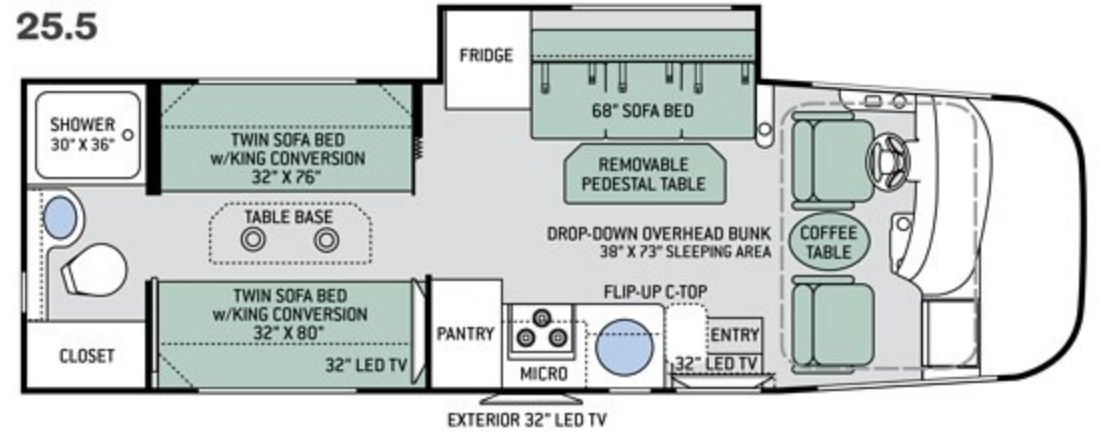 25.5
FRIDGE
68" SOFA BED
SHOWER
30" X 36"
TWIN SOFA BED
w/KING CONVERSION
32" X 76"
REMOVABLE
PEDESTAL TABLE
TABLE BASE
DROP-DOWN OVERHEAD BUNK
38" X 73" SLEEPING AREA
COFFEE
TABLE
TWIN SOFA BED
w/KING CONVERSION
32" X 80"
32" LED TV
FLIP-UP C-TOP
PANTRY
ENTRY
CLOSET
MICRO
32" LED TV
EXTERIOR 32" LED TV